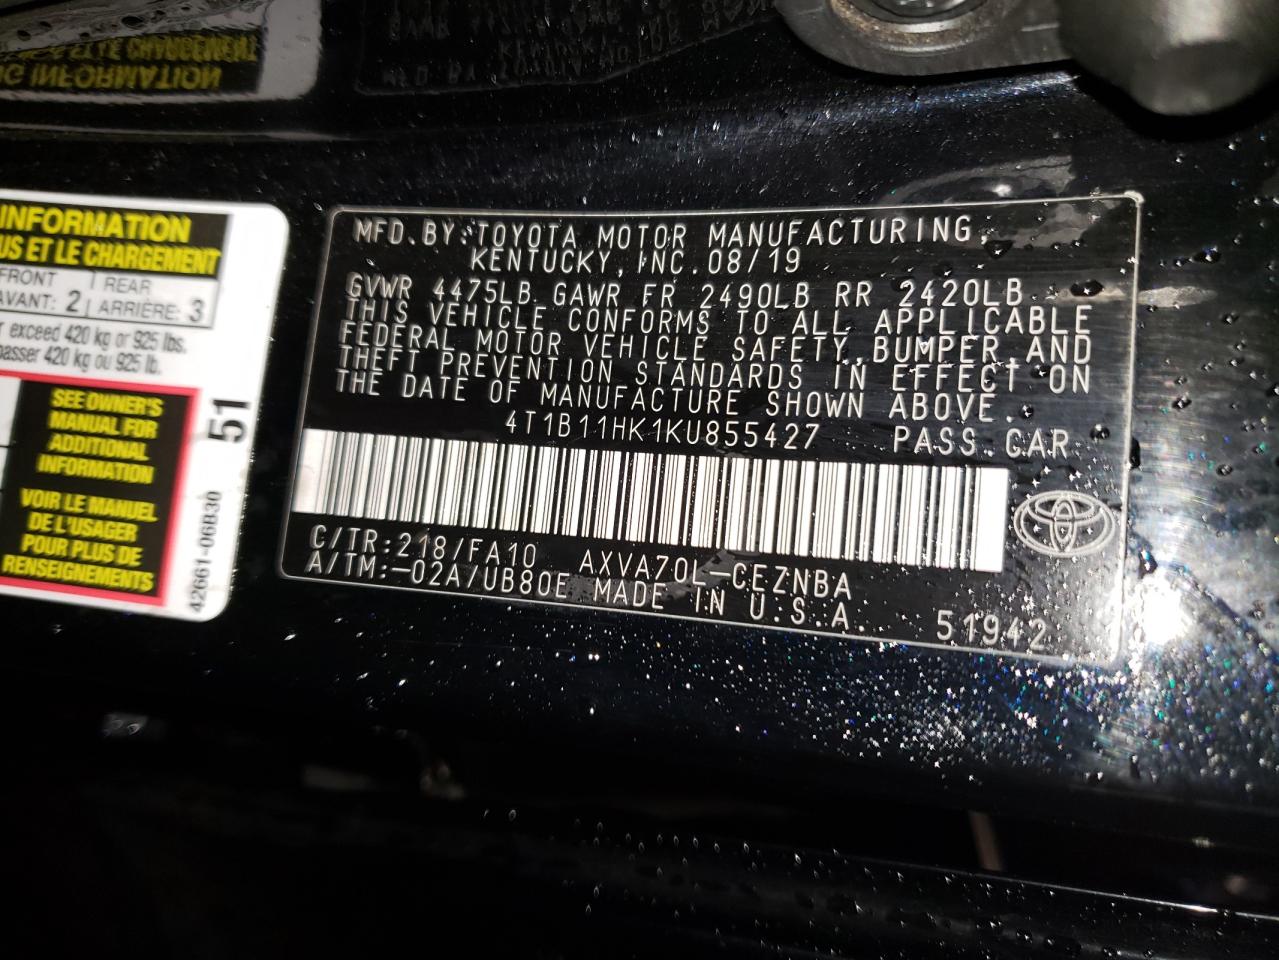 INFORMATION
US ET LE CHARGEMENT
FRONT
AVANT: 2
REAR
ARRIÈRE: 3
exceed 420 kg or 925 lbs.
passer 420 kg ou 925 lb.
SEE OWNER'S
MANUAL FOR
ADDITIONAL
INFORMATION
VOIR LE MANUEL
DE L'USAGER
POUR PLUS DE
RENSEIGNEMENTS
51
42661-06B30
MFD.BY:TOYOTA MOTOR MANUFACTURING,
KENTUCKY,INC.08/19
GVWR 4475LB GAWR FR 2490LB RR 2420LB
THIS VEHICLE CONFORMS TO ALL APPLICABLE
FEDERAL MOTOR VEHICLE SAFETY,BUMPER,AND
THEFT PREVENTION STANDARDS IN EFFECT ON
THE DATE OF MANUFACTURE SHOWN ABOVE.
4T1B11HK1KU855427 PASS.CAR
C/TR:218/FA10 AXVA70L-CEZNBA
A/TM:-02A/UB80E MADE IN U.S.A. 51942